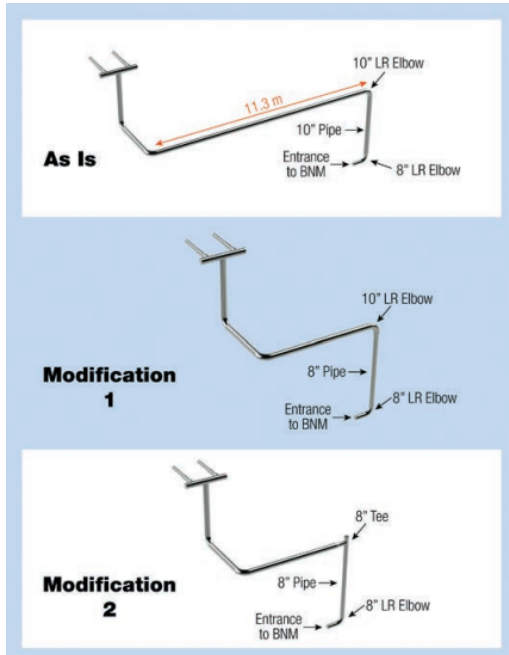 10" LR Elbow
11.3 m
10" Pipe
As Is
Entrance
to BNM
8" LR Elbow
10" LR Elbow
8" Pipe
Modification
1
8" LR Elbow
Entrance
to BNM
8" Tee
8" Pipe
Modification
2
8" LR Elbow
Entrance
to BNM